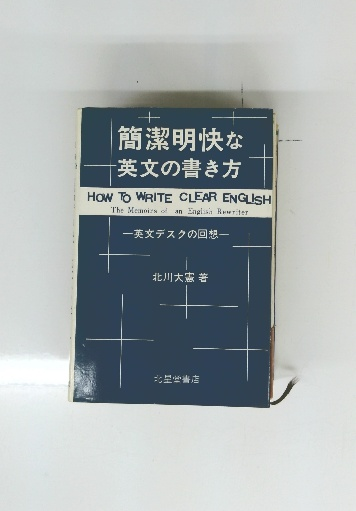 簡潔明快な
英文の書き方
HOW TO WRITE CLEAR ENGLISH
The Memoirs of an English Rewriter
—英文デスクの回想—
北川大憲 著
北星堂書店